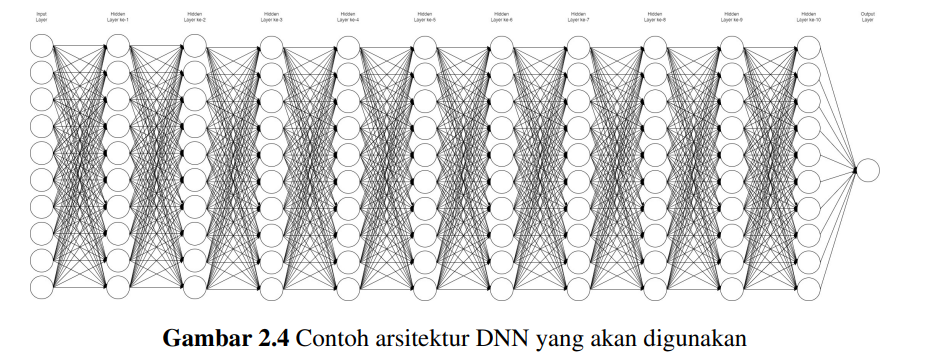 Input
Layer
Hidden
Layer ke-1
Hidden
Layer ke-2
Hidden
Layer ke-3
Hidden
Layer ke-4
Hidden
Layer ke-5
Hidden
Layer ke-6
Hidden
Layer ke-7
Hidden
Layer ke-8
Hidden
Layer ke-9
Hidden
Layer ke-10
Output
Layer
Gambar 2.4 Contoh arsitektur DNN yang akan digunakan